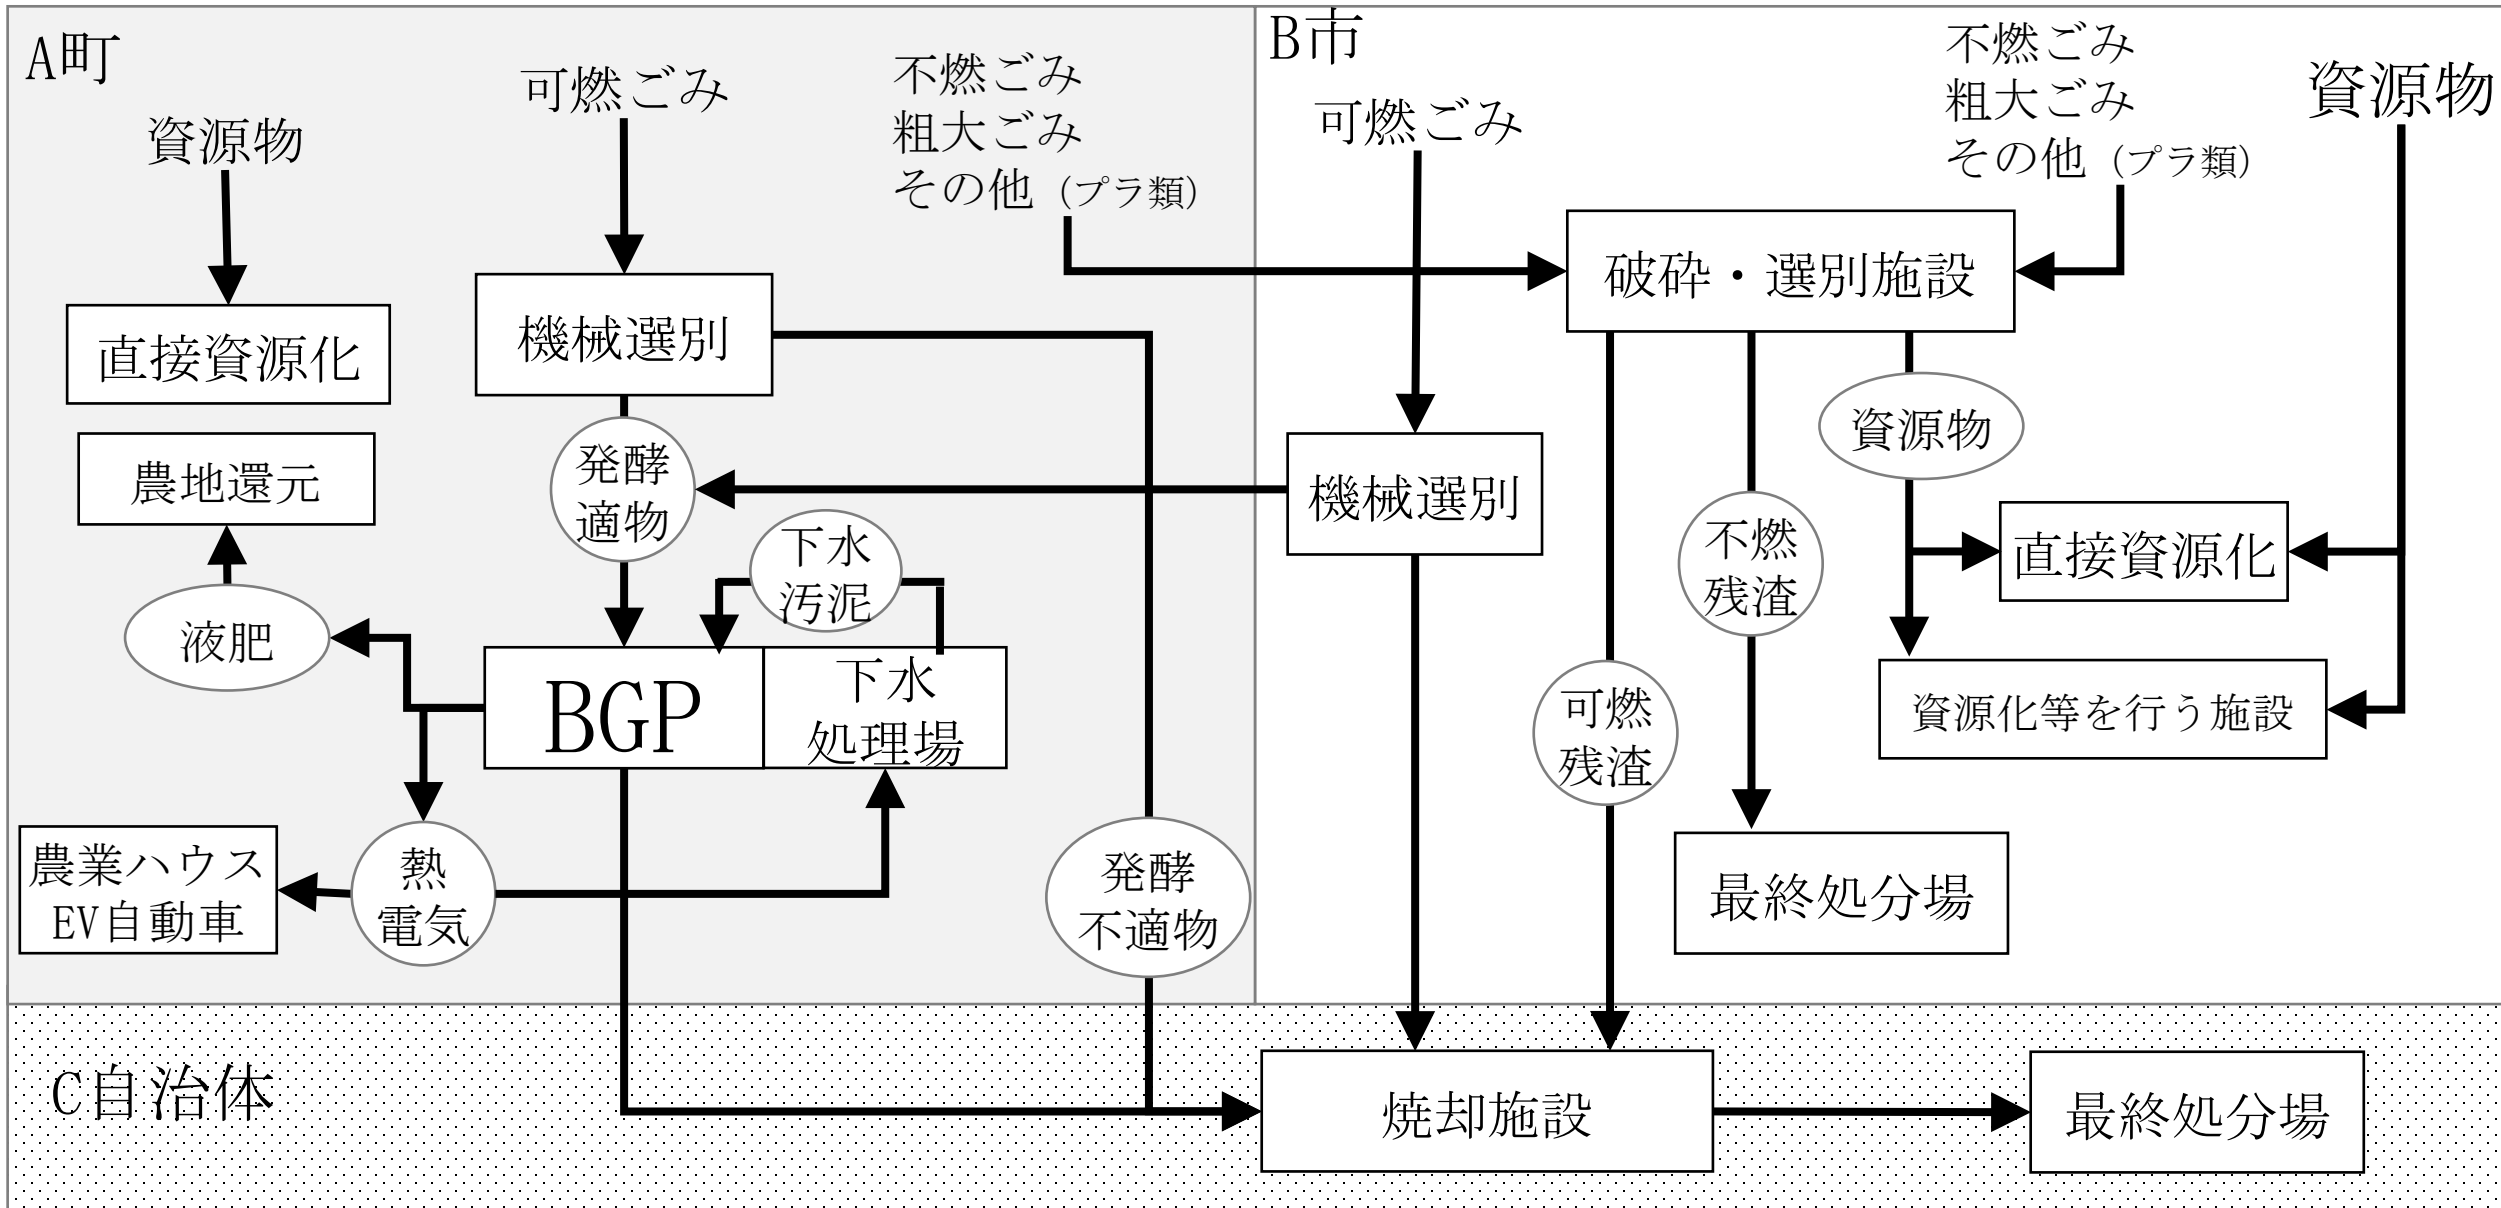 A町
資源物
可燃ごみ
不燃ごみ
粗大ごみ
その他（プラ類）
直接資源化
機械選別
農地還元
発酵
適物
下水
汚泥
液肥
BGP
下水
処理場
農業ハウス
EV自動車
熱
電気
発酵
不適物
B市
可燃ごみ
不燃ごみ
粗大ごみ
その他（プラ類）
資源物
破砕・選別施設
機械選別
資源物
不燃
残渣
直接資源化
可燃
残渣
資源化等を行う施設
最終処分場
C自治体
焼却施設
最終処分場